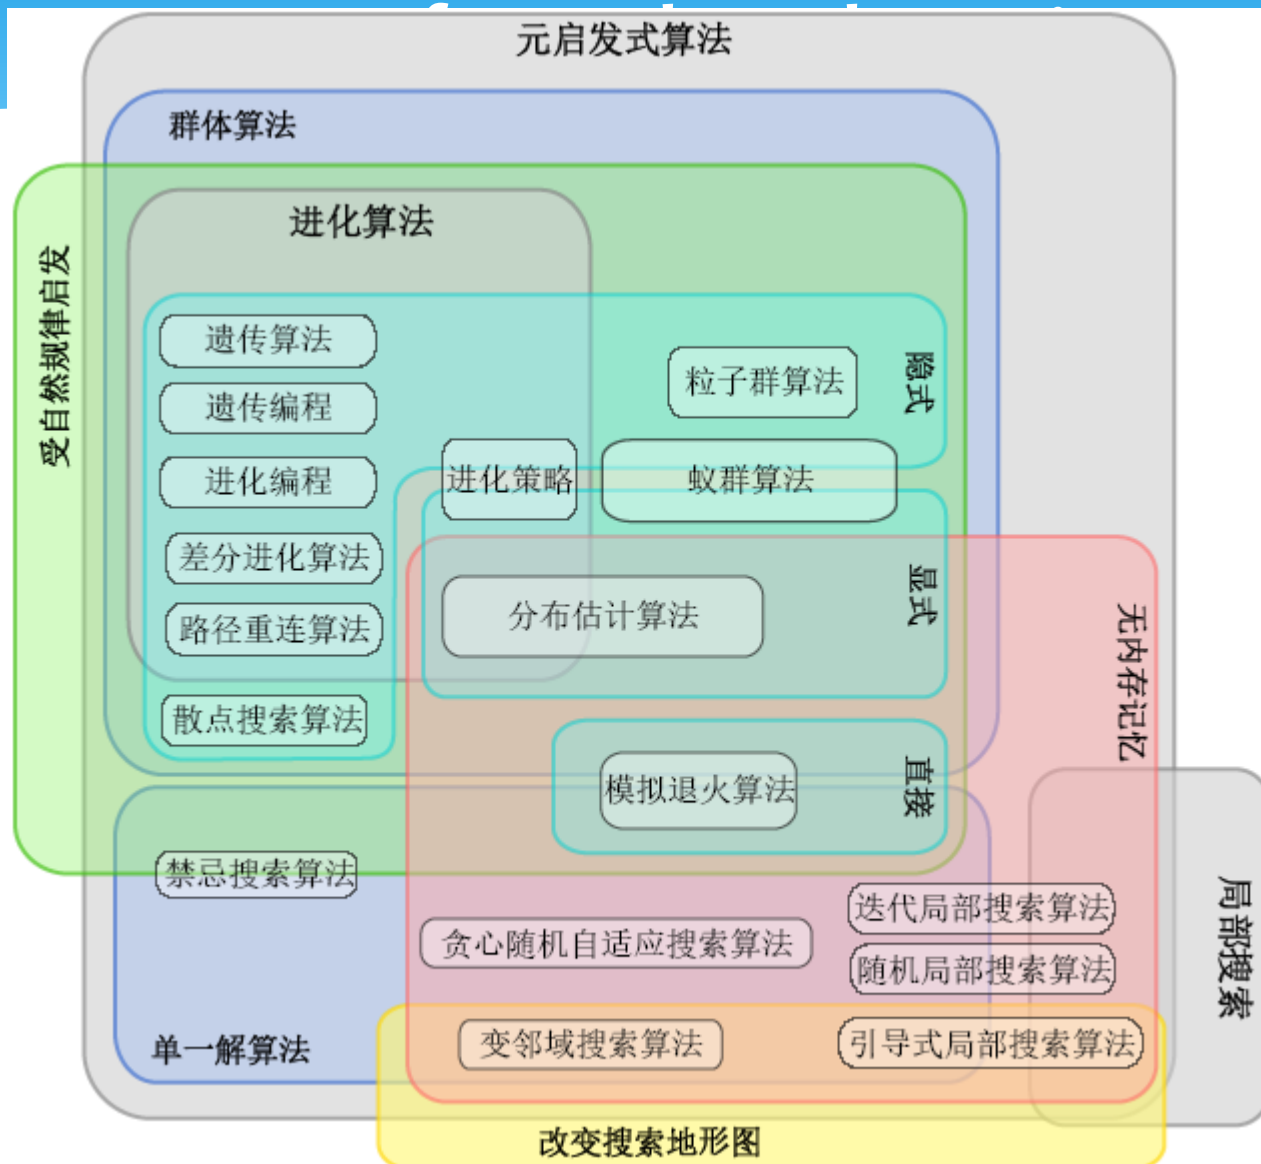 元启发式算法
群体算法
进化算法
受自然规律启发
遗传算法
粒子群算法
隐式
遗传编程
进化编程
进化策略
蚁群算法
差分进化算法
显式
分布估计算法
路径重连算法
无内存记忆
散点搜索算法
模拟退火算法
直接
禁忌搜索算法
迭代局部搜索算法
局部搜索
贪心随机自适应搜索算法
随机局部搜索算法
单一解算法
变邻域搜索算法
引导式局部搜索算法
改变搜索地形图